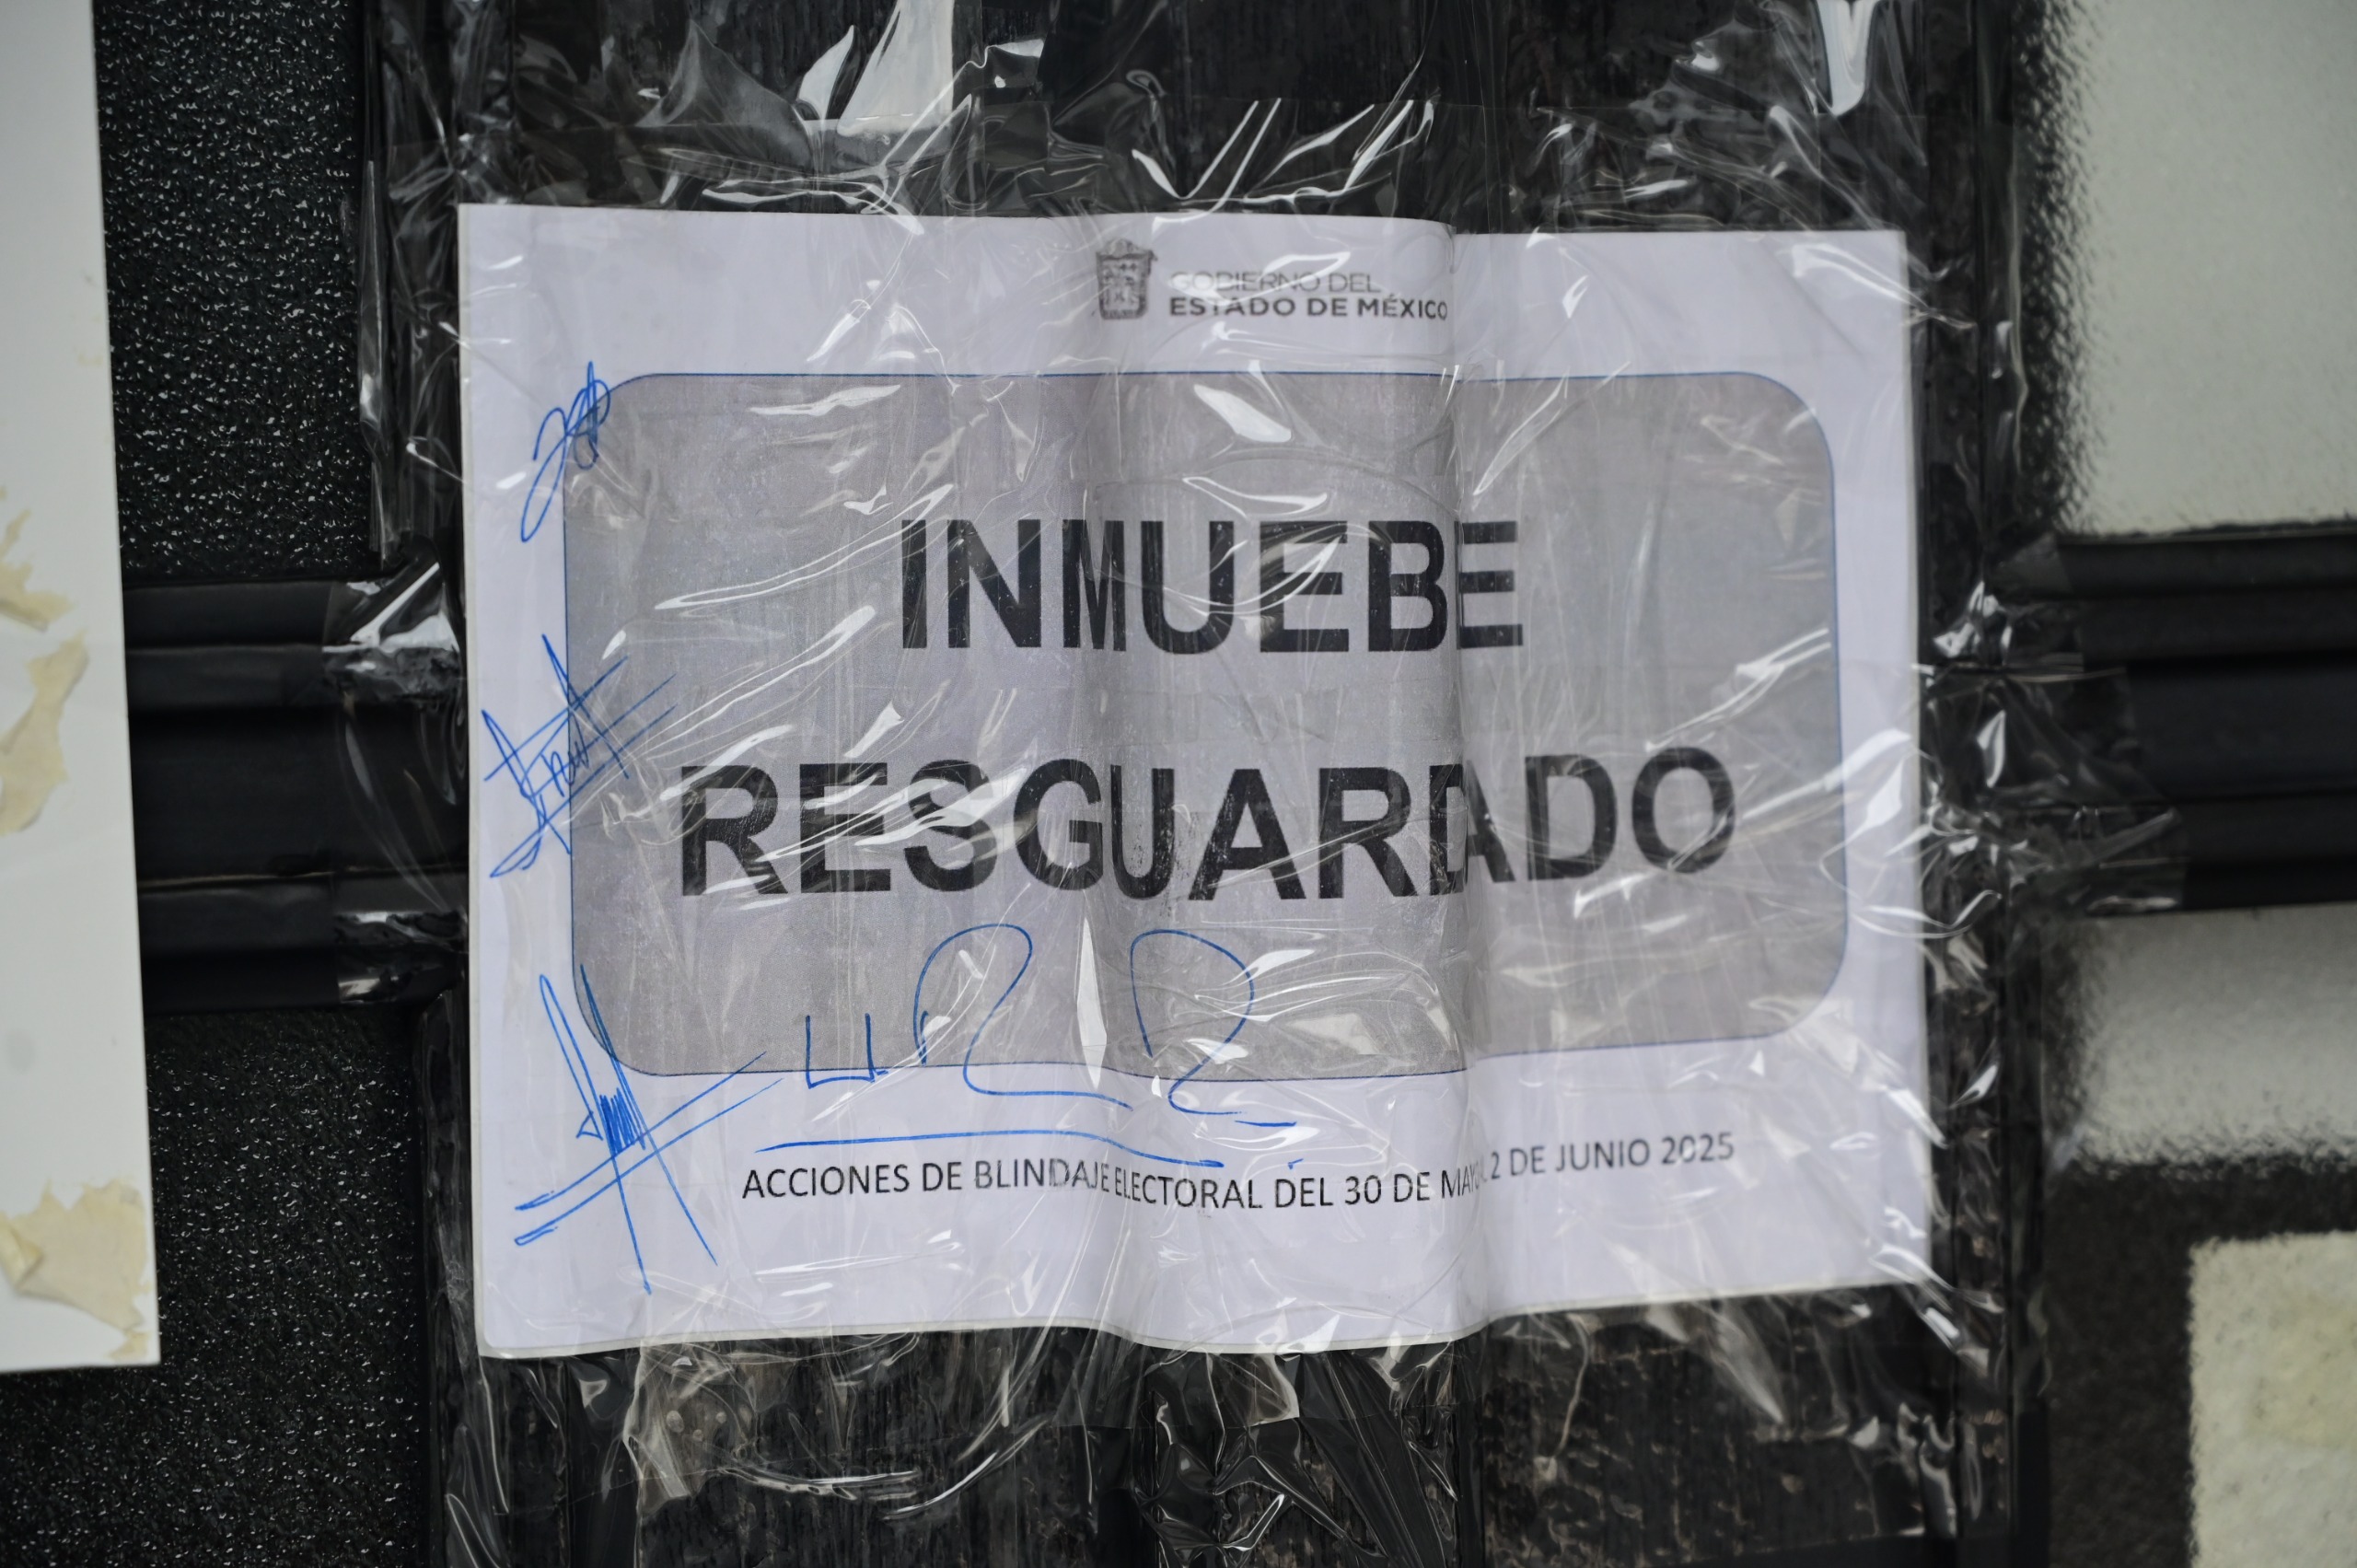 GOBIERNO DEL
ESTADO DE MÉXICO
INMUEBE
RESGUARDADO
ACCIONES DE BLINDAJE ELECTORAL DEL 30 DE MAY 2 DE JUNIO 2025